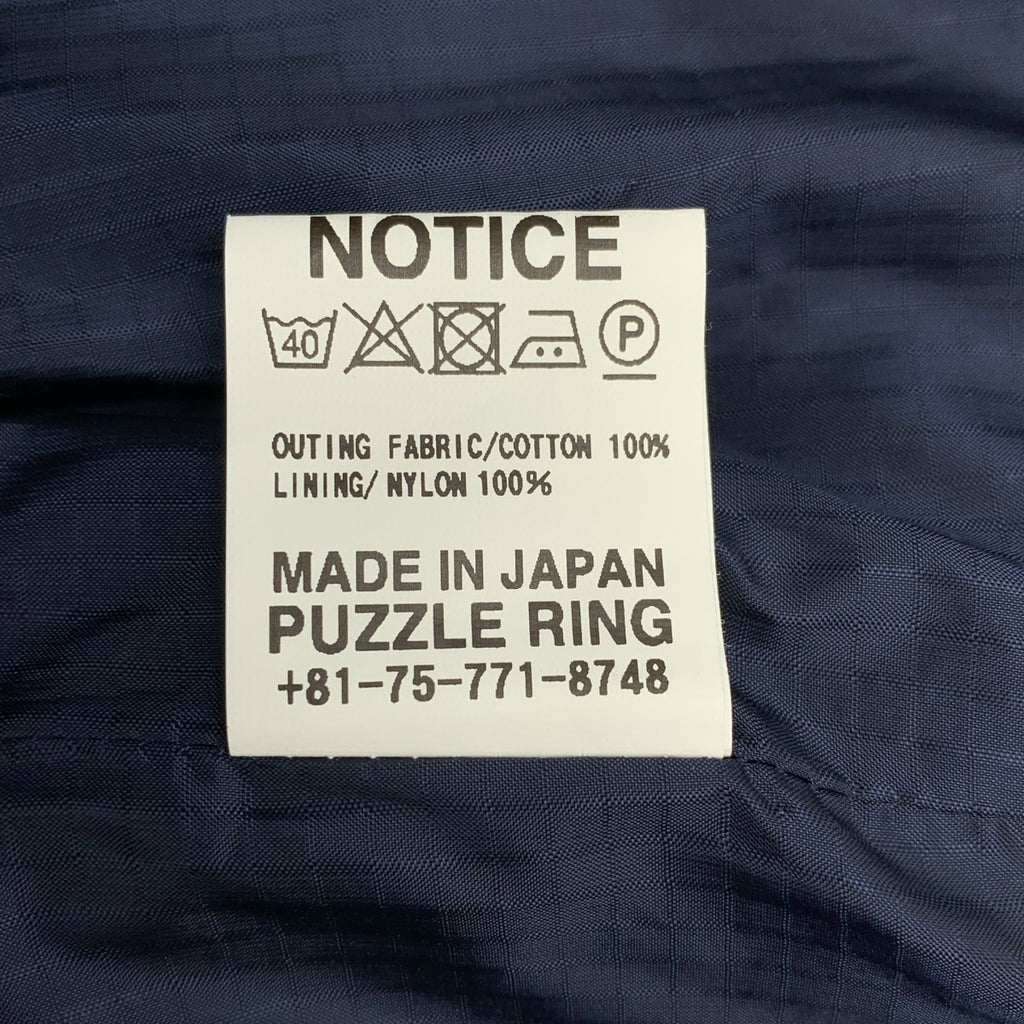 NOTICE
40 P
OUTING FABRIC/COTTON 100%
LINING/NYLON 100%
MADE IN JAPAN
PUZZLE RING
+81-75-771-8748